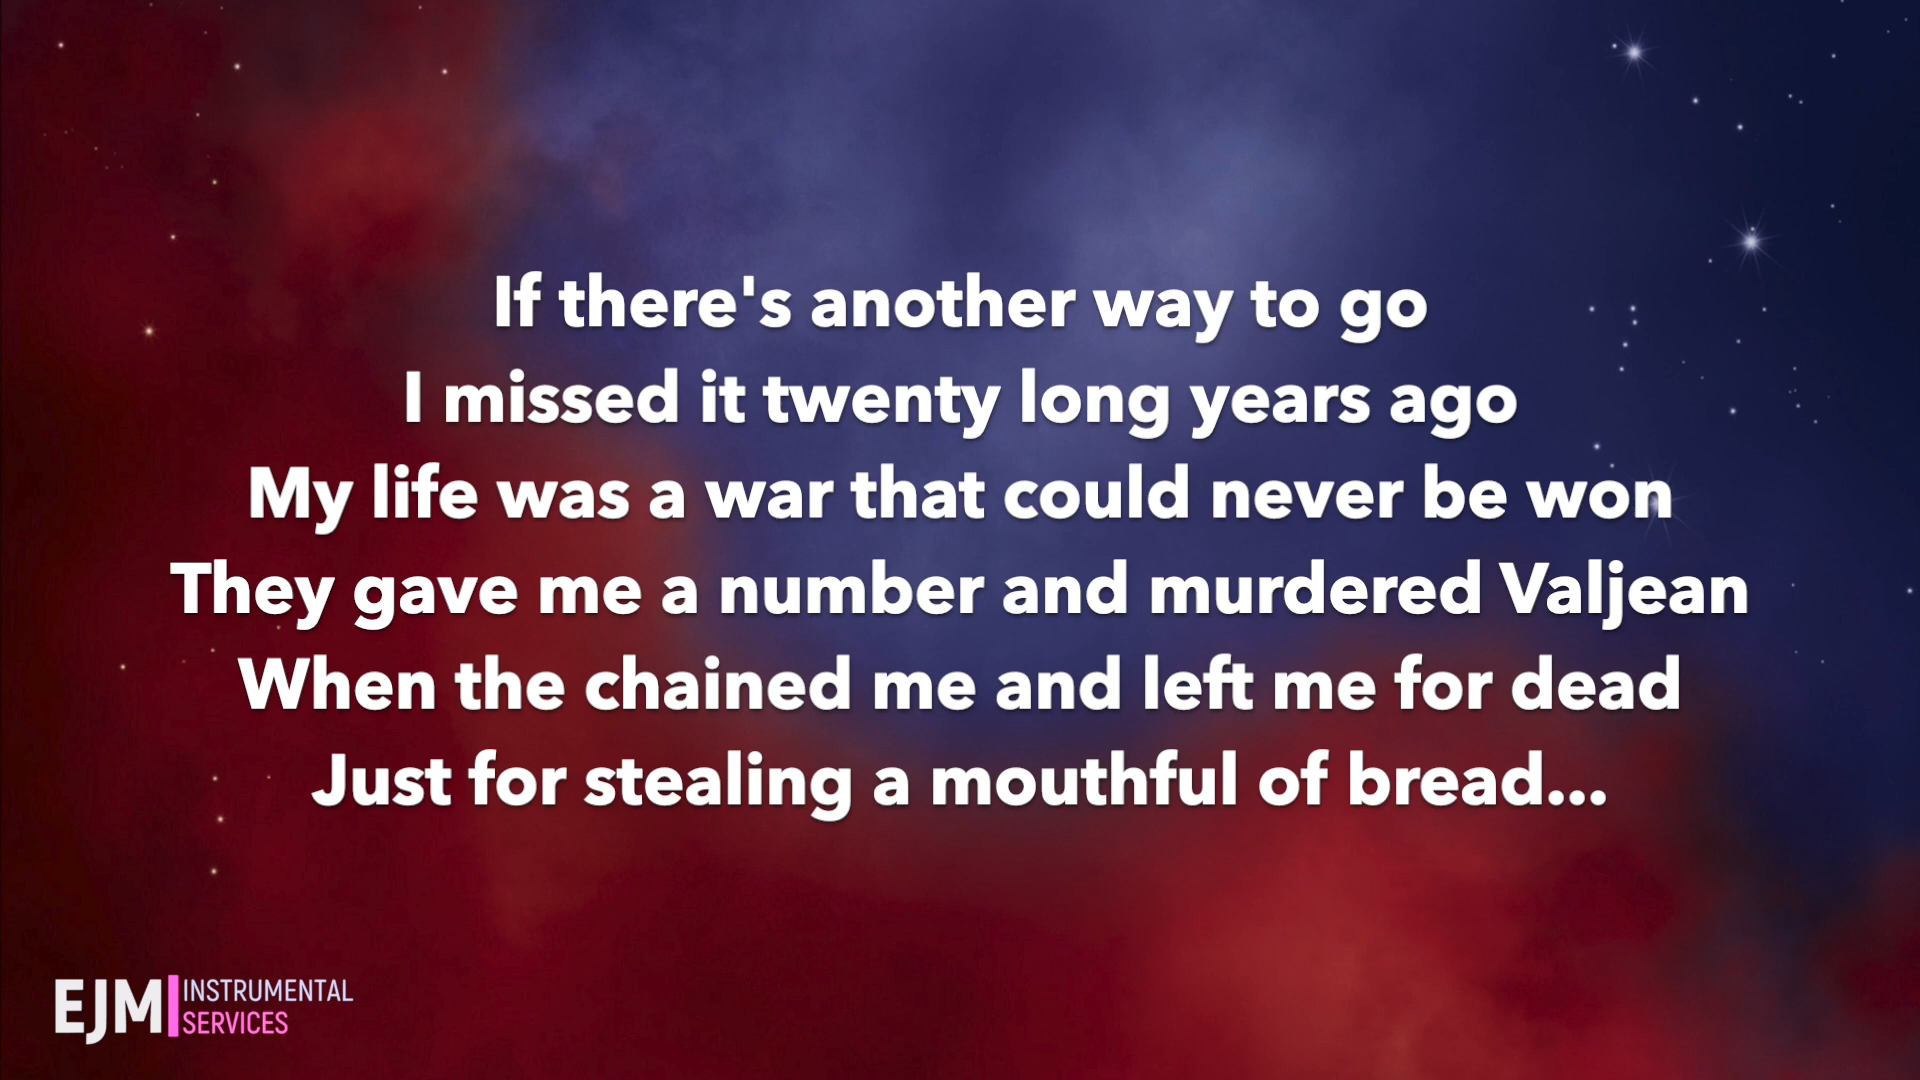 If there's another way to go
I missed it twenty long years ago
My life was a war that could never be won
They gave me a number and murdered Valjean
When the chained me and left me for dead
Just for stealing a mouthful of bread...
EJM INSTRUMENTAL
SERVICES